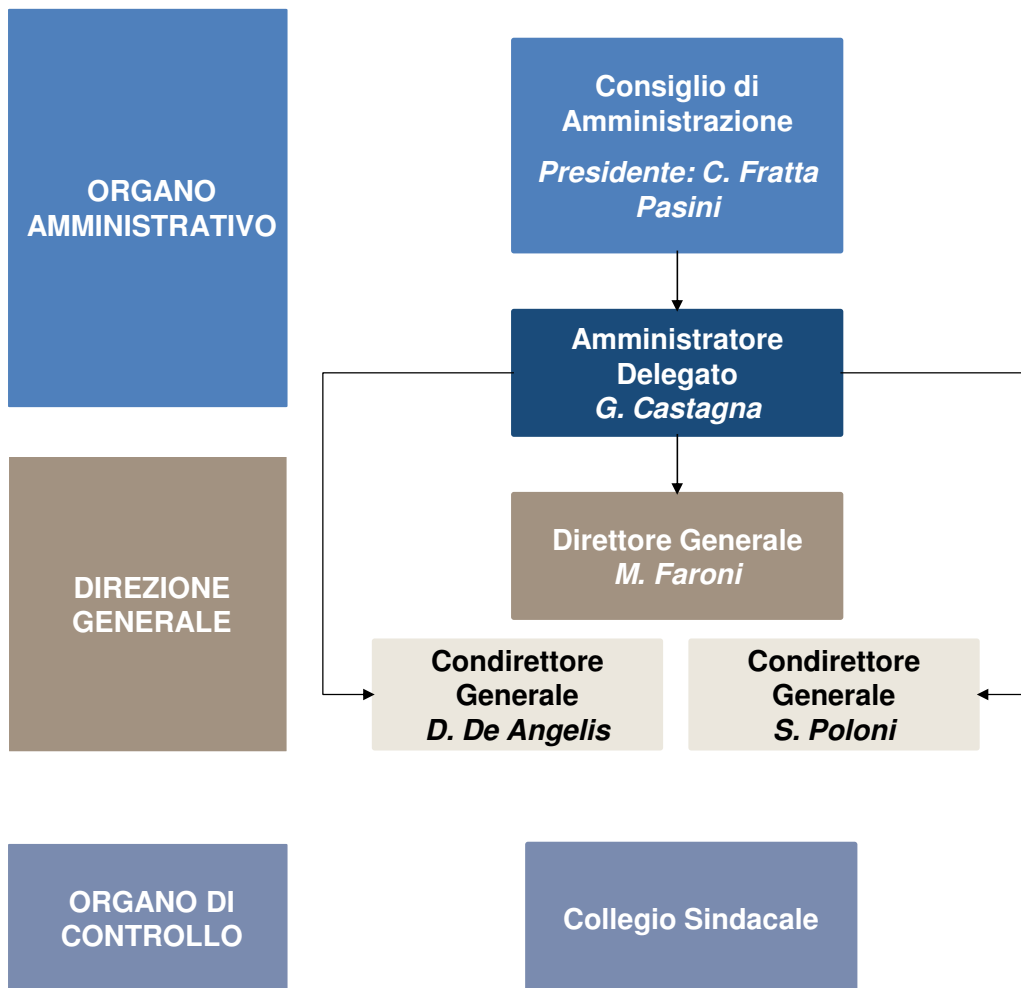 ORGANO
AMMINISTRATIVO
Consiglio di
Amministrazione
Presidente: C. Fratta
Pasini
Amministratore
Delegato
G. Castagna
DIREZIONE
GENERALE
Direttore Generale
M. Faroni
Condirettore
Generale
D. De Angelis
Condirettore
Generale
S. Poloni
ORGANO DI
CONTROLLO
Collegio Sindacale